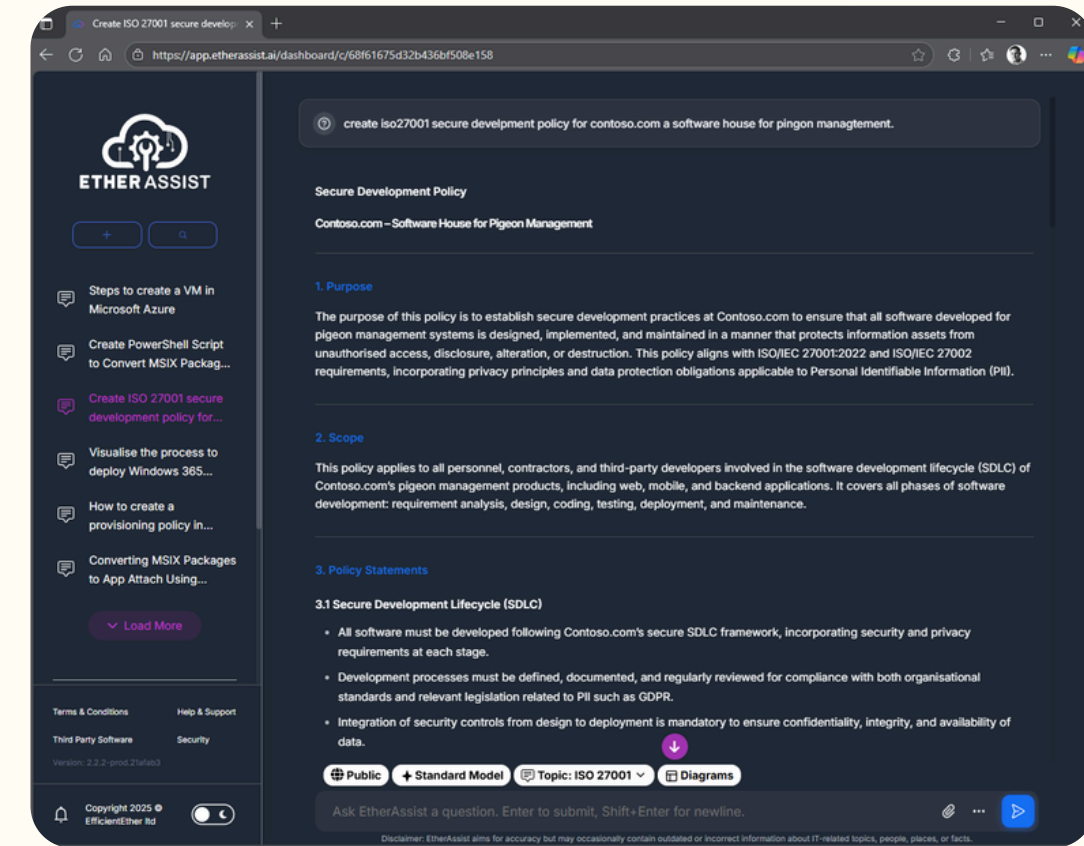 Create ISO 27001 secure develop
https://app.etherassist.ai/dashboard/c/68f61675d32b436bf508e158
ETHERASSIST
Steps to create a VM in
Microsoft Azure
Create PowerShell Script
to Convert MSIX Packag...
Create ISO 27001 secure
development policy for...
Visualise the process to
deploy Windows 365...
How to create a
provisioning policy in...
Converting MSIX Packages
to App Attach Using...
Load More
Terms & Conditions
Help & Support
Third Party Software
Security
Version: 2.2.2-prod.21afab3
Copyright 2025 ©
EfficientEther ltd
create iso27001 secure develpment policy for contoso.com a software house for pingon managtement.
Secure Development Policy
Contoso.com – Software House for Pigeon Management
1. Purpose
The purpose of this policy is to establish secure development practices at Contoso.com to ensure that all software developed for
pigeon management systems is designed, implemented, and maintained in a manner that protects information assets from
unauthorised access, disclosure, alteration, or destruction. This policy aligns with ISO/IEC 27001:2022 and ISO/IEC 27002
requirements, incorporating privacy principles and data protection obligations applicable to Personal Identifiable Information (PII).
2. Scope
This policy applies to all personnel, contractors, and third-party developers involved in the software development lifecycle (SDLC) of
Contoso.com's pigeon management products, including web, mobile, and backend applications. It covers all phases of software
development: requirement analysis, design, coding, testing, deployment, and maintenance.
3. Policy Statements
3.1 Secure Development Lifecycle (SDLC)
• All software must be developed following Contoso.com's secure SDLC framework, incorporating security and privacy
requirements at each stage.
• Development processes must be defined, documented, and regularly reviewed for compliance with both organisational
standards and relevant legislation related to PII such as GDPR.
• Integration of security controls from design to deployment is mandatory to ensure confidentiality, integrity, and availability of
data.
Public
Standard Model
Topic: ISO 27001
Diagrams
Ask EtherAssist a question. Enter to submit, Shift+Enter for newline.
Disclaimer: EtherAssist aims for accuracy but may occasionally contain outdated or incorrect information about IT-related topics, people, places, or facts.